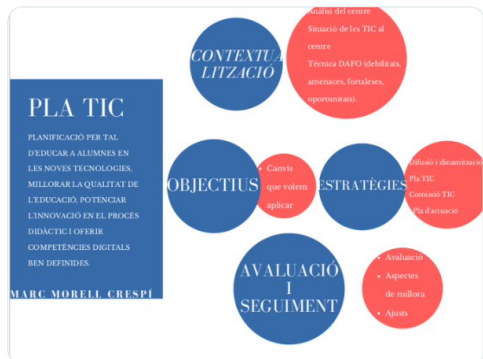 PLA TIC
PLANIFICACIÓ PER TAL
D'EDUCAR A ALUMNES EN
LES NOVES TECNOLOGIES,
MILLORAR LA QUALITAT DE
L'EDUCACIÓ, POTENCIAR
L'INNOVACIÓ EN EL PROCÉS
DIDÀCTIC I OFERIR
COMPETÈNCIES DIGITALS
BEN DEFINIDES.
MARC MORELL CRESPÍ
CONTEXTUA
LITZACIÓ
Anàlisi del centre
Situació de les TIC al
centre
Tècnica DAFO (debilitats,
amenaces, fortaleses,
oportunitats).
OBJECTIUS
• Canvis
que volem
aplicar
ESTRATÈGIES
Difusió i dinamització
Pla TIC
Comissió TIC
Pla d'actuació
AVALUACIÓ
I
SEGUIMENT
• Avaluació
• Aspectes
de millora
• Ajusts